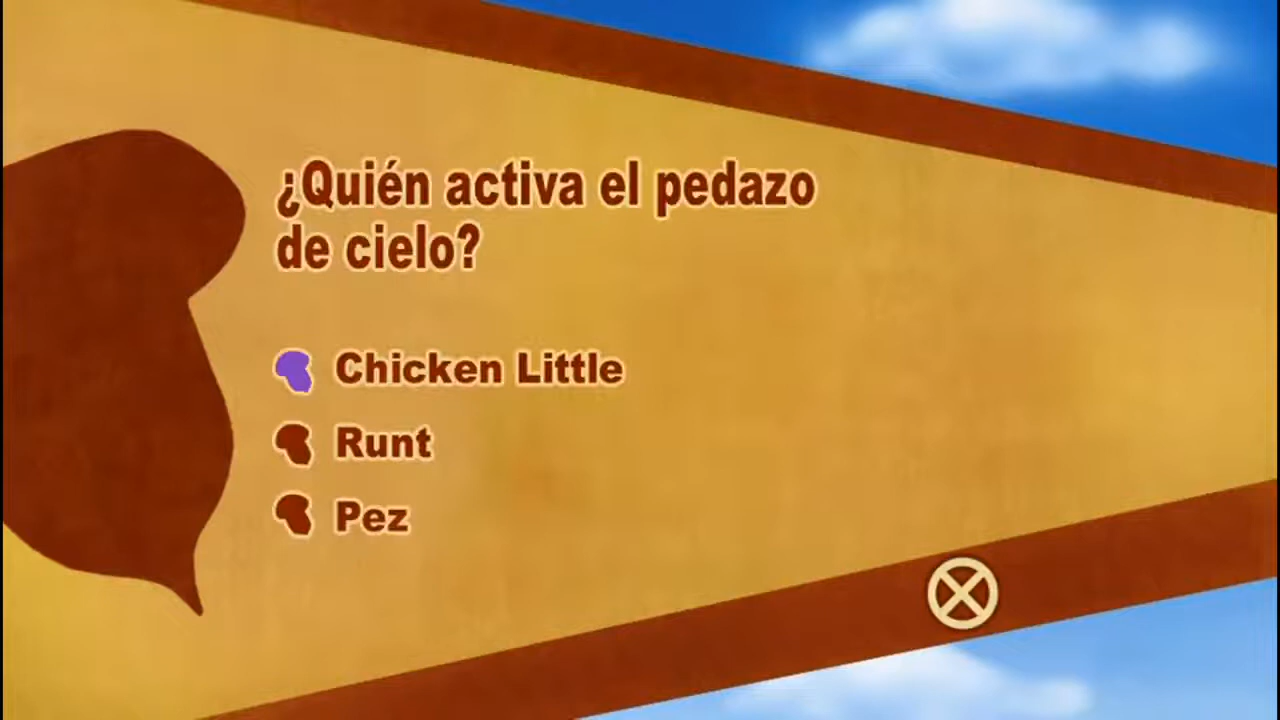 ¿Quién activa el pedazo
de cielo?
Chicken Little
Runt
Pez